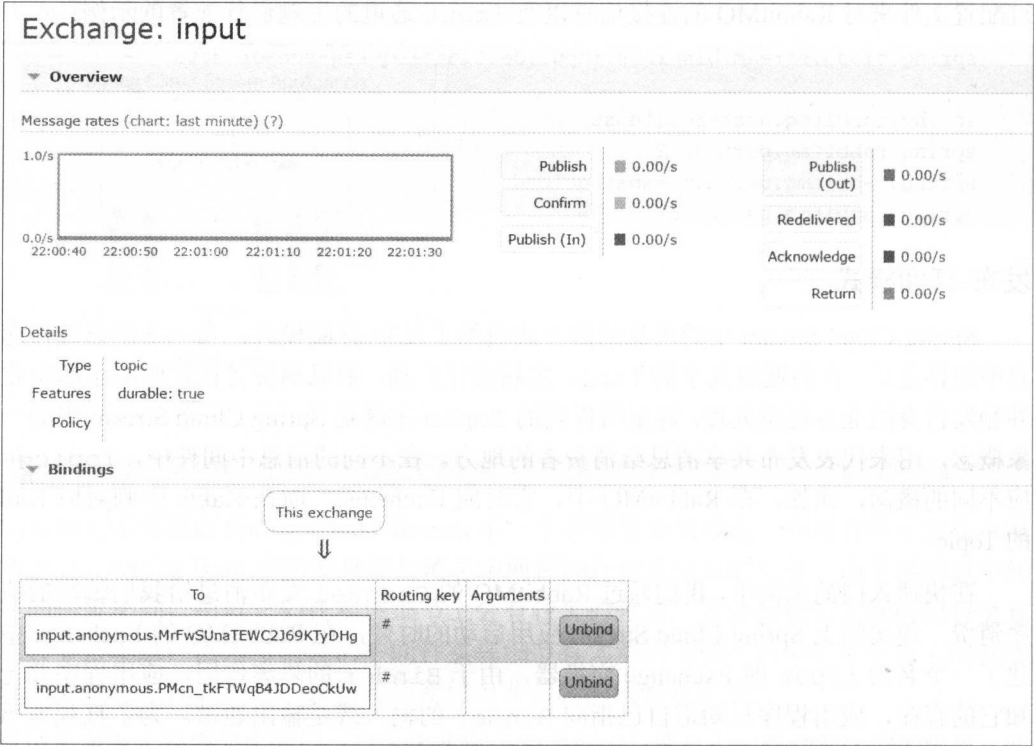 Exchange: input
Overview
Message rates (chart: last minute) (?)
1.0/s
0.0/s
22:00:40 22:00:50 22:01:00 22:01:10 22:01:20 22:01:30
Publish 0.00/s
Confirm 0.00/s
Publish (In) 0.00/s
Publish (Out) 0.00/s
Redelivered 0.00/s
Acknowledge 0.00/s
Return 0.00/s
Details
Type topic
Features durable: true
Policy
Bindings
This exchange
⇓
To Routing key Arguments
input.anonymous.MrFwSUnaTEWC2J69KTyDHg # Unbind
input.anonymous.PMcn_tkFTWqB4JDDeoCkUw # Unbind